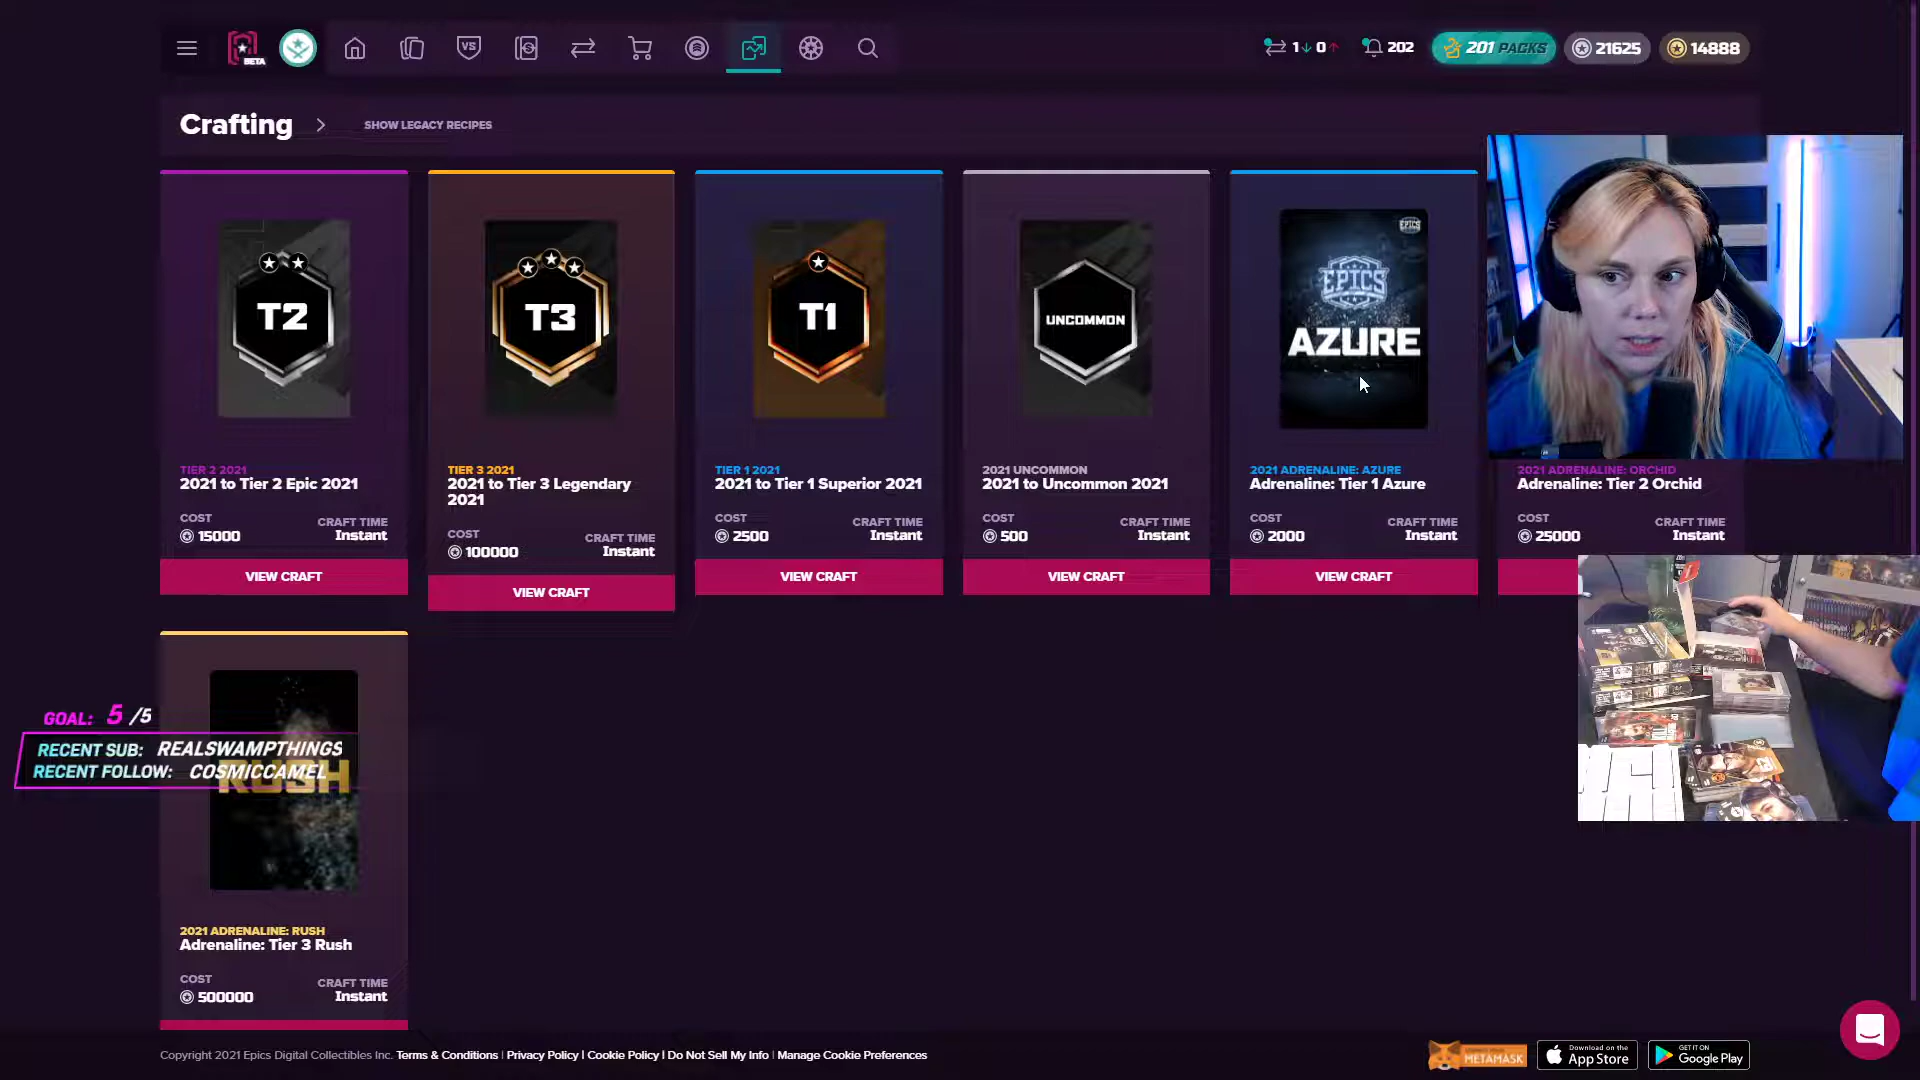 BETA
VS
1 0
202
201 PACKS
21625
14888
Crafting
SHOW LEGACY RECIPES
T2
T3
T1
UNCOMMON
EPICS
EPICS
AZURE
TIER 2 2021
2021 to Tier 2 Epic 2021
COST
CRAFT TIME
15000
Instant
VIEW CRAFT
TIER 3 2021
2021 to Tier 3 Legendary
2021
COST
CRAFT TIME
100000
Instant
VIEW CRAFT
TIER 1 2021
2021 to Tier 1 Superior 2021
COST
CRAFT TIME
2500
Instant
VIEW CRAFT
2021 UNCOMMON
2021 to Uncommon 2021
COST
CRAFT TIME
500
Instant
VIEW CRAFT
2021 ADRENALINE: AZURE
Adrenaline: Tier 1 Azure
COST
CRAFT TIME
2000
Instant
VIEW CRAFT
2021 ADRENALINE: ORCHID
Adrenaline: Tier 2 Orchid
COST
CRAFT TIME
25000
Instant
GOAL: 5 /5
RECENT SUB: REALSWAMPTHINGS
RECENT FOLLOW: COSMICCAMEL
RUSH
2021 ADRENALINE: RUSH
Adrenaline: Tier 3 Rush
COST
CRAFT TIME
500000
Instant
Copyright 2021 Epics Digital Collectibles Inc. Terms & Conditions | Privacy Policy | Cookie Policy | Do Not Sell My Info | Manage Cookie Preferences
METAMASK
Download on the
App Store
GET IT ON
Google Play